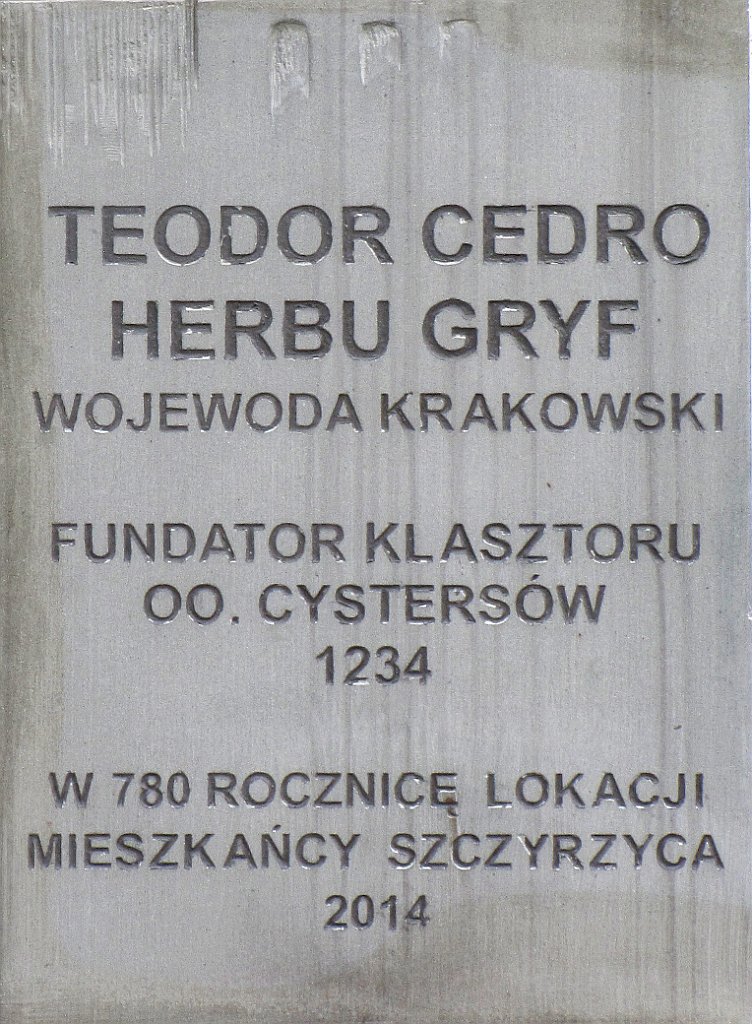 TEODOR CEDRO
HERBU GRYF
WOJEWODA KRAKOWSKI
FUNDATOR KLASZTORU
OO. CYSTERSÓW
1234
W 780 ROCZNICĘ LOKACJI
MIESZKAŃCY SZCZYRZYCA
2014